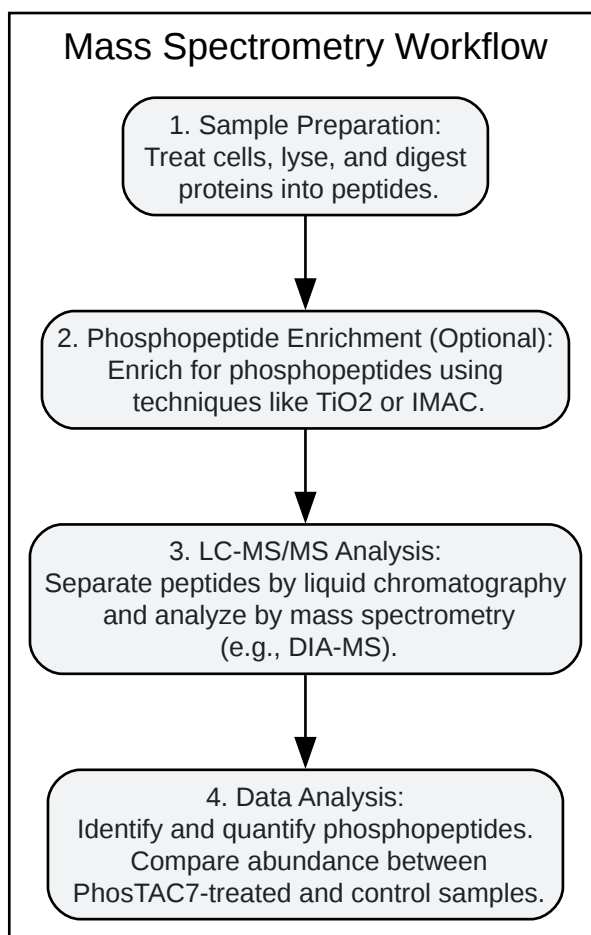 Mass Spectrometry Workflow
1. Sample Preparation:
Treat cells, lyse, and digest
proteins into peptides.
2. Phosphopeptide Enrichment (Optional):
Enrich for phosphopeptides using
techniques like TiO2 or IMAC.
3. LC-MS/MS Analysis:
Separate peptides by liquid chromatography
and analyze by mass spectrometry
(e.g., DIA-MS).
4. Data Analysis:
Identify and quantify phosphopeptides.
Compare abundance between
PhosTAC7-treated and control samples.